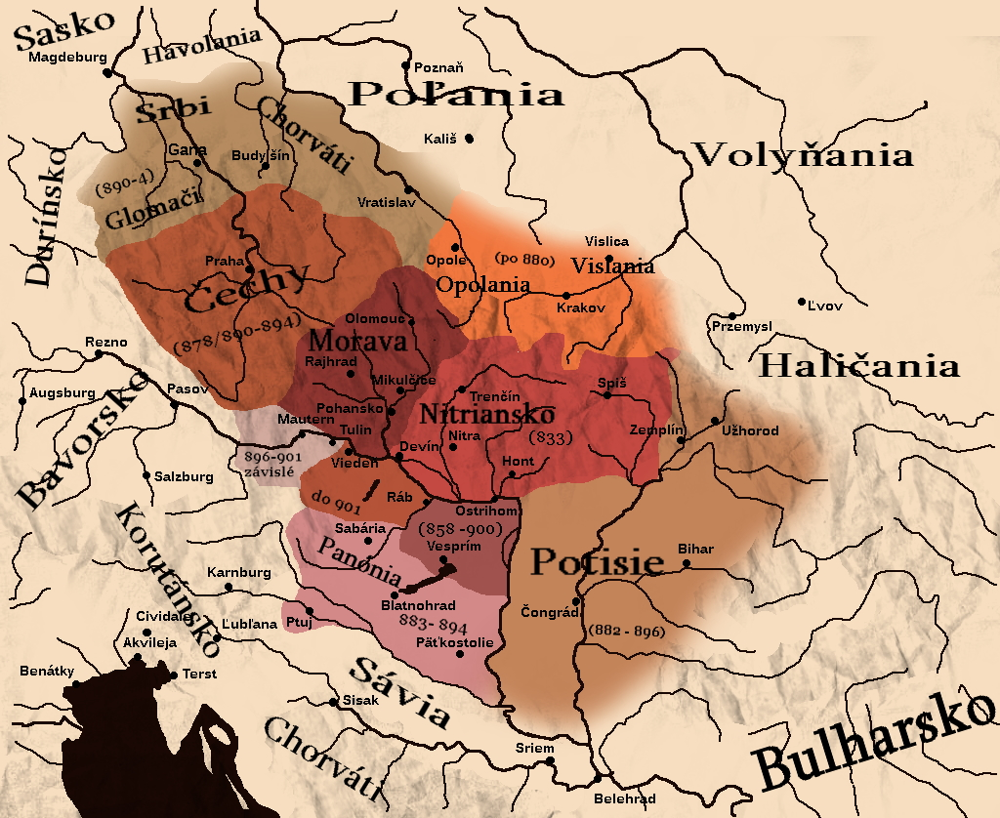 Sasko
Havolania
Magdeburg
Poznaň
Poľania
Srbi
Chorváti
Kališ
Gana
Budyšín
Volyňania
Durínsko
(890-4)
Glomači
Vratislav
Vislica
Praha
Opole
(po 880)
Vislania
Čechy
Opolania
Krakov
Ľvov
(878/890-894)
Olomouc
Przemysl
Rezno
Morava
Rajhrad
Haličania
Mikulčice
Spiš
Augsburg
Pasov
Trenčín
Bavorsko
Pohansko
Nitriansko
Mautern
Tulín
Nitra
(833)
Zemplín
Užhorod
896-901
závislé
Vieden
Devín
Hont
Salzburg
do 901
Ráb
Ostrihom
Korutánsko
Sabária
(858 -900)
Vesprím
Panónia
Potisie
Bihar
Karnburg
Blatnohrad
Čongrád
Cividale
Ľubľana
Ptuj
883- 894
(882 - 896)
Akvileja
Päťkostolie
Benátky
Terst
Sávia
Sisak
Chorváti
Bulharsko
Sriem
Belehrad